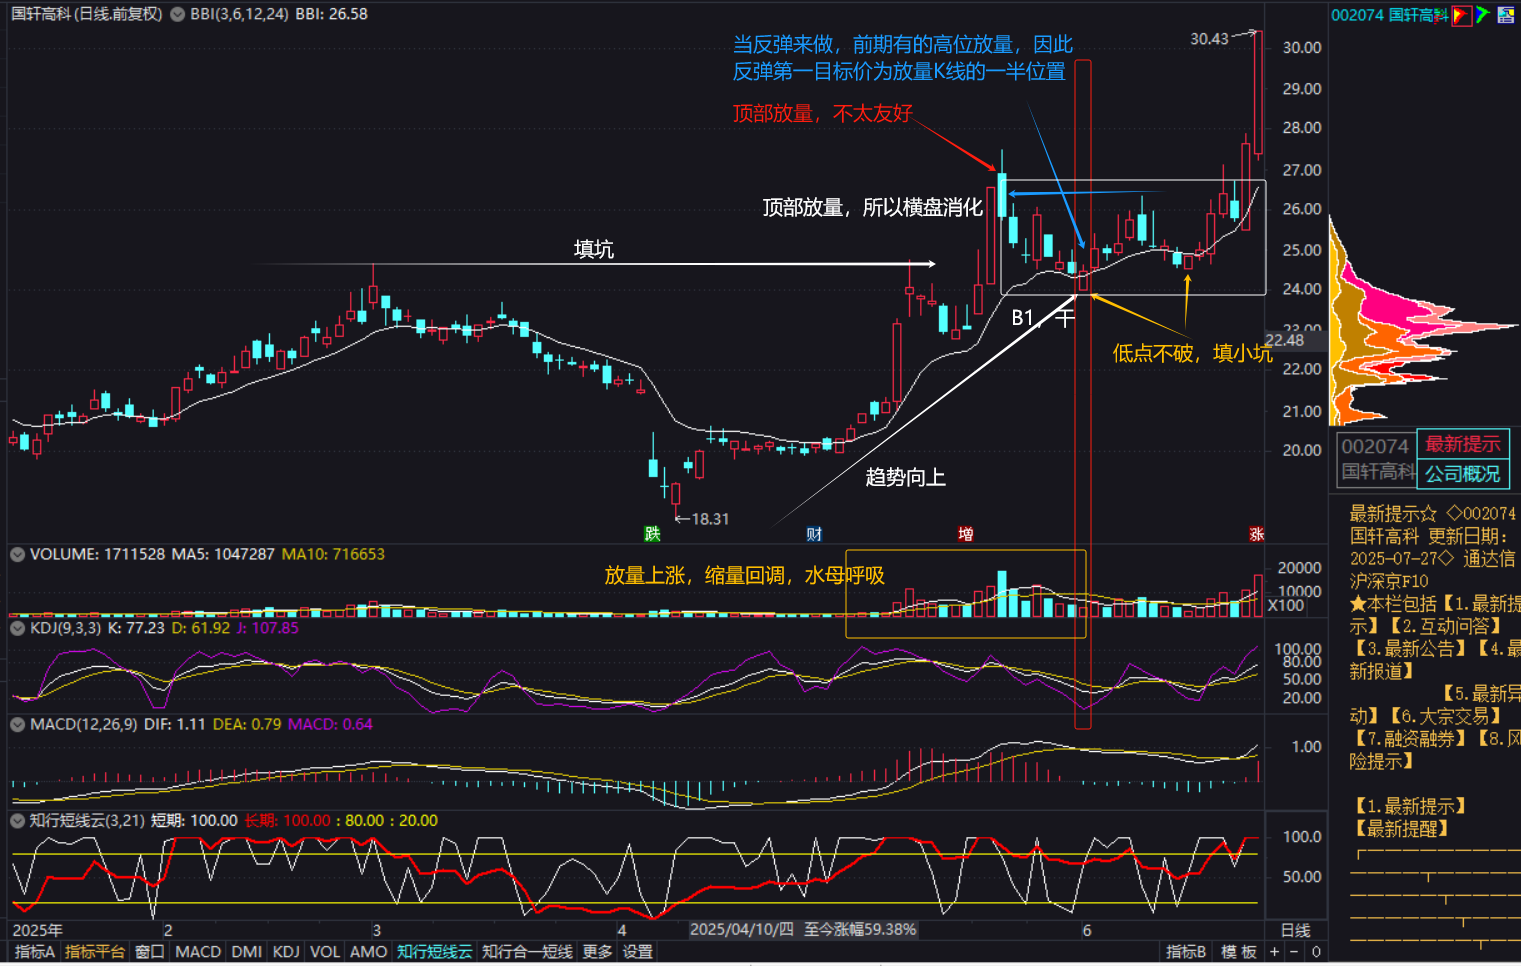 国轩高科(日线.前复权) BBI(3,6,12,24) BBI: 26.58
002074 国轩高科
当反弹来做，前期有的高位放量，因此
反弹第一目标价为放量K线的一半位置
30.43
顶部放量，不太友好
顶部放量，所以横盘消化
填坑
B1，干
低点不破，填小坑
趋势向上
18.31
跌
财
增
涨
30.00
29.00
28.00
27.00
26.00
25.00
24.00
23.00
22.48
22.00
21.00
20.00
VOLUME: 1711528 MA5: 1047287 MA10: 716653
放量上涨，缩量回调，水母呼吸
20000
10000
X100
KDJ(9,3,3) K: 77.23 D: 61.92 J: 107.85
100.00
80.00
50.00
20.00
MACD(12,26,9) DIF: 1.11 DEA: 0.79 MACD: 0.64
1.00
知行短线云(3,21) 短期: 100.00 长期: 100.00 : 80.00 : 20.00
100.0
50.00
2025年 2 3 4 2025/04/10/四 至今涨幅59.38% 6 日线
指标A 指标平台 窗口 MACD DMI KDJ VOL AMO 知行短线云 知行合一短线 更多 设置 指标B 模板 + − 0
002074 最新提示
国轩高科 公司概况
最新提示☆ ◇002074
国轩高科 更新日期：
2025-07-27◇ 通达信
沪深京F10
★本栏包括【1.最新提
示】【2.互动问答】
【3.最新公告】【4.最
新报道】
【5.最新异
动】【6.大宗交易】
【7.融资融券】【8.风
险提示】
【1.最新提示】
【最新提醒】